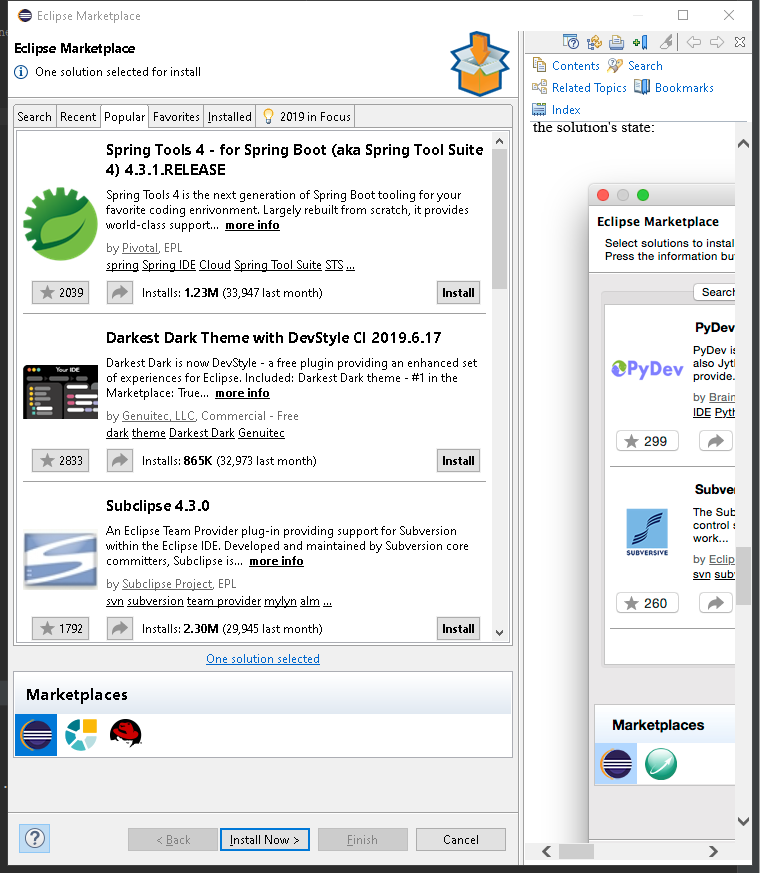 Eclipse Marketplace
Eclipse Marketplace
One solution selected for install
Search Recent Popular Favorites Installed 2019 in Focus
Spring Tools 4 - for Spring Boot (aka Spring Tool Suite
4) 4.3.1.RELEASE
Spring Tools 4 is the next generation of Spring Boot tooling for your
favorite coding enrivonment. Largely rebuilt from scratch, it provides
world-class support... more info
by Pivotal, EPL
spring Spring IDE Cloud Spring Tool Suite STS ...
2039 Installs: 1.23M (33,947 last month) Install
Darkest Dark Theme with DevStyle CI 2019.6.17
Your IDE
Darkest Dark is now DevStyle - a free plugin providing an enhanced set
of experiences for Eclipse. Included: Darkest Dark theme - #1 in the
Marketplace: True... more info
by Genuitec, LLC, Commercial - Free
dark theme Darkest Dark Genuitec
2833 Installs: 865K (32,973 last month) Install
Subclipse 4.3.0
An Eclipse Team Provider plug-in providing support for Subversion
within the Eclipse IDE. Developed and maintained by Subversion core
committers, Subclipse is... more info
by Subclipse Project, EPL
svn subversion team provider mylyn alm ...
1792 Installs: 2.30M (29,945 last month) Install
One solution selected
Marketplaces
? < Back Install Now > Finish Cancel
Contents Search
Related Topics Bookmarks
Index
the solution's state:
Eclipse Marketplace
Select solutions to instal
Press the information bu
Search
PyDev
PyDev
PyDev is
also Jyt
provide.
by Brain
IDE Pyth
299
Subver
SUBVERSIVE
The Sub
control s
work...
by Eclip
svn sub
260
Marketplaces